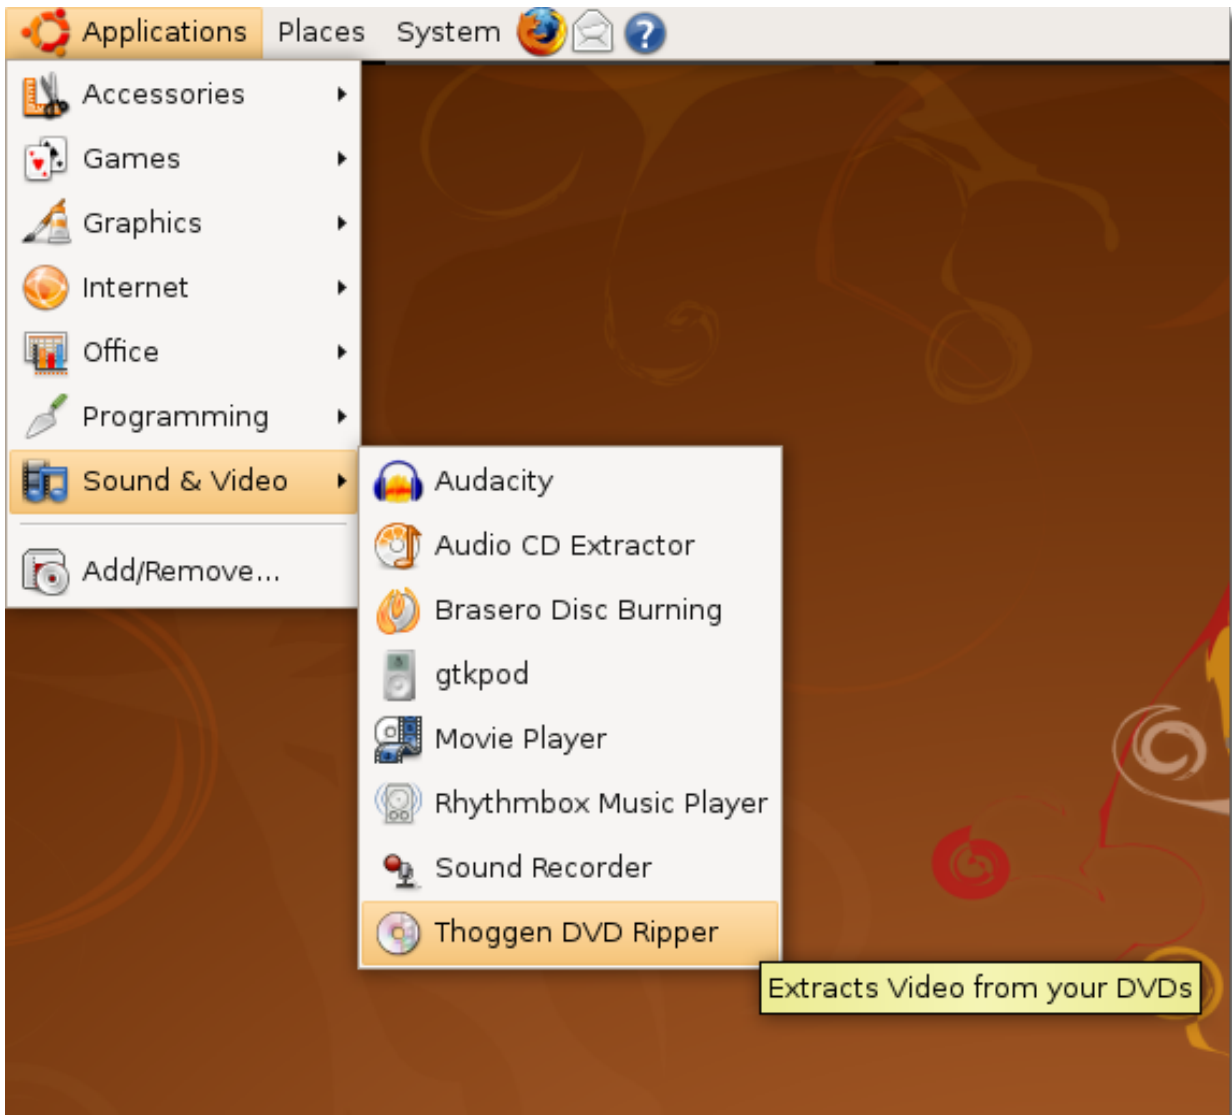 Applications Places System
Accessories
Games
Graphics
Internet
Office
Programming
Sound & Video
Add/Remove...
Audacity
Audio CD Extractor
Brasero Disc Burning
gtkpod
Movie Player
Rhythmbox Music Player
Sound Recorder
Thoggen DVD Ripper
Extracts Video from your DVDs